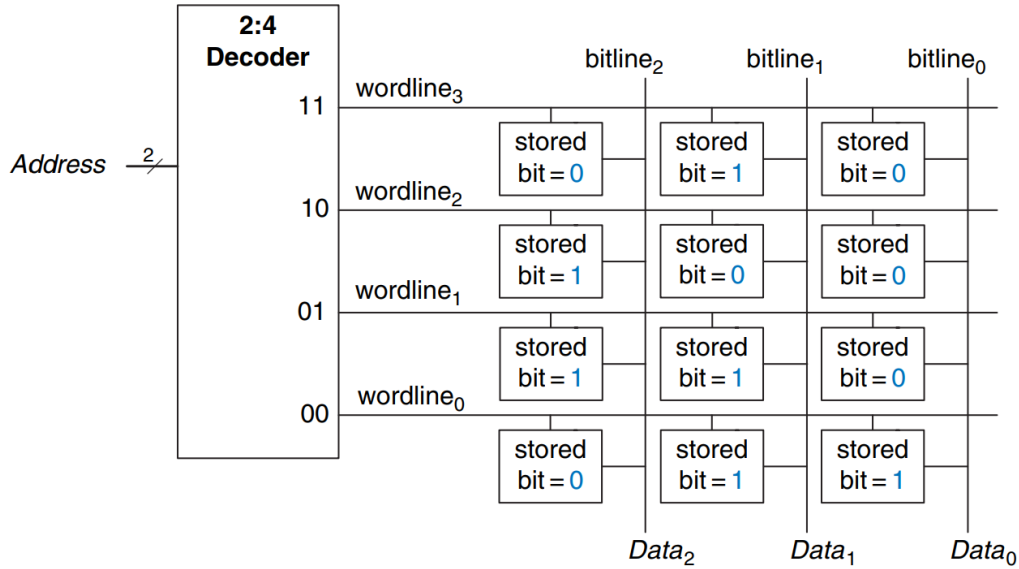 2:4
Decoder
bitline₂ bitline₁ bitline₀
wordline₃
11
stored stored stored
bit = 0 bit = 1 bit = 0
Address 2
wordline₂
10
stored stored stored
bit = 1 bit = 0 bit = 0
wordline₁
01
stored stored stored
bit = 1 bit = 1 bit = 0
wordline₀
00
stored stored stored
bit = 0 bit = 1 bit = 1
Data₂ Data₁ Data₀